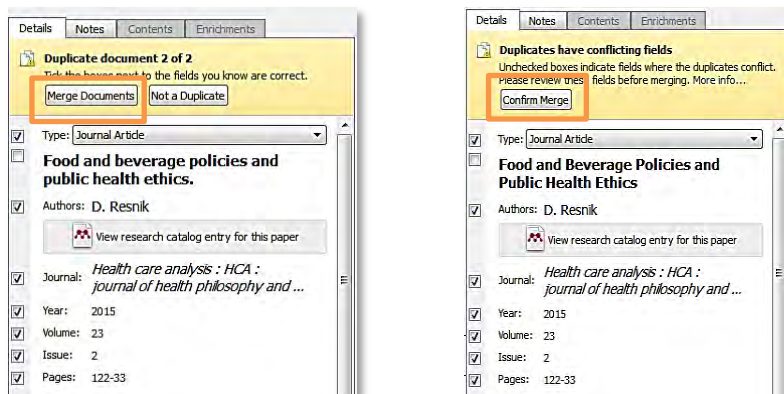 Details Notes Contents Enrichments
Duplicate document 2 of 2
Tick the boxes next to the fields you know are correct.
Merge Documents Not a Duplicate
Type: Journal Article
Food and beverage policies and
public health ethics.
Authors: D. Resnik
View research catalog entry for this paper
Journal: Health care analysis : HCA :
journal of health philosophy and ...
Year: 2015
Volume: 23
Issue: 2
Pages: 122-33
Details Notes Contents Enrichments
Duplicates have conflicting fields
Unchecked boxes indicate fields where the duplicates conflict.
Please review these fields before merging. More info...
Confirm Merge
Type: Journal Article
Food and Beverage Policies and
Public Health Ethics
Authors: D. Resnik
View research catalog entry for this paper
Journal: Health care analysis : HCA :
journal of health philosophy and ...
Year: 2015
Volume: 23
Issue: 2
Pages: 122-33